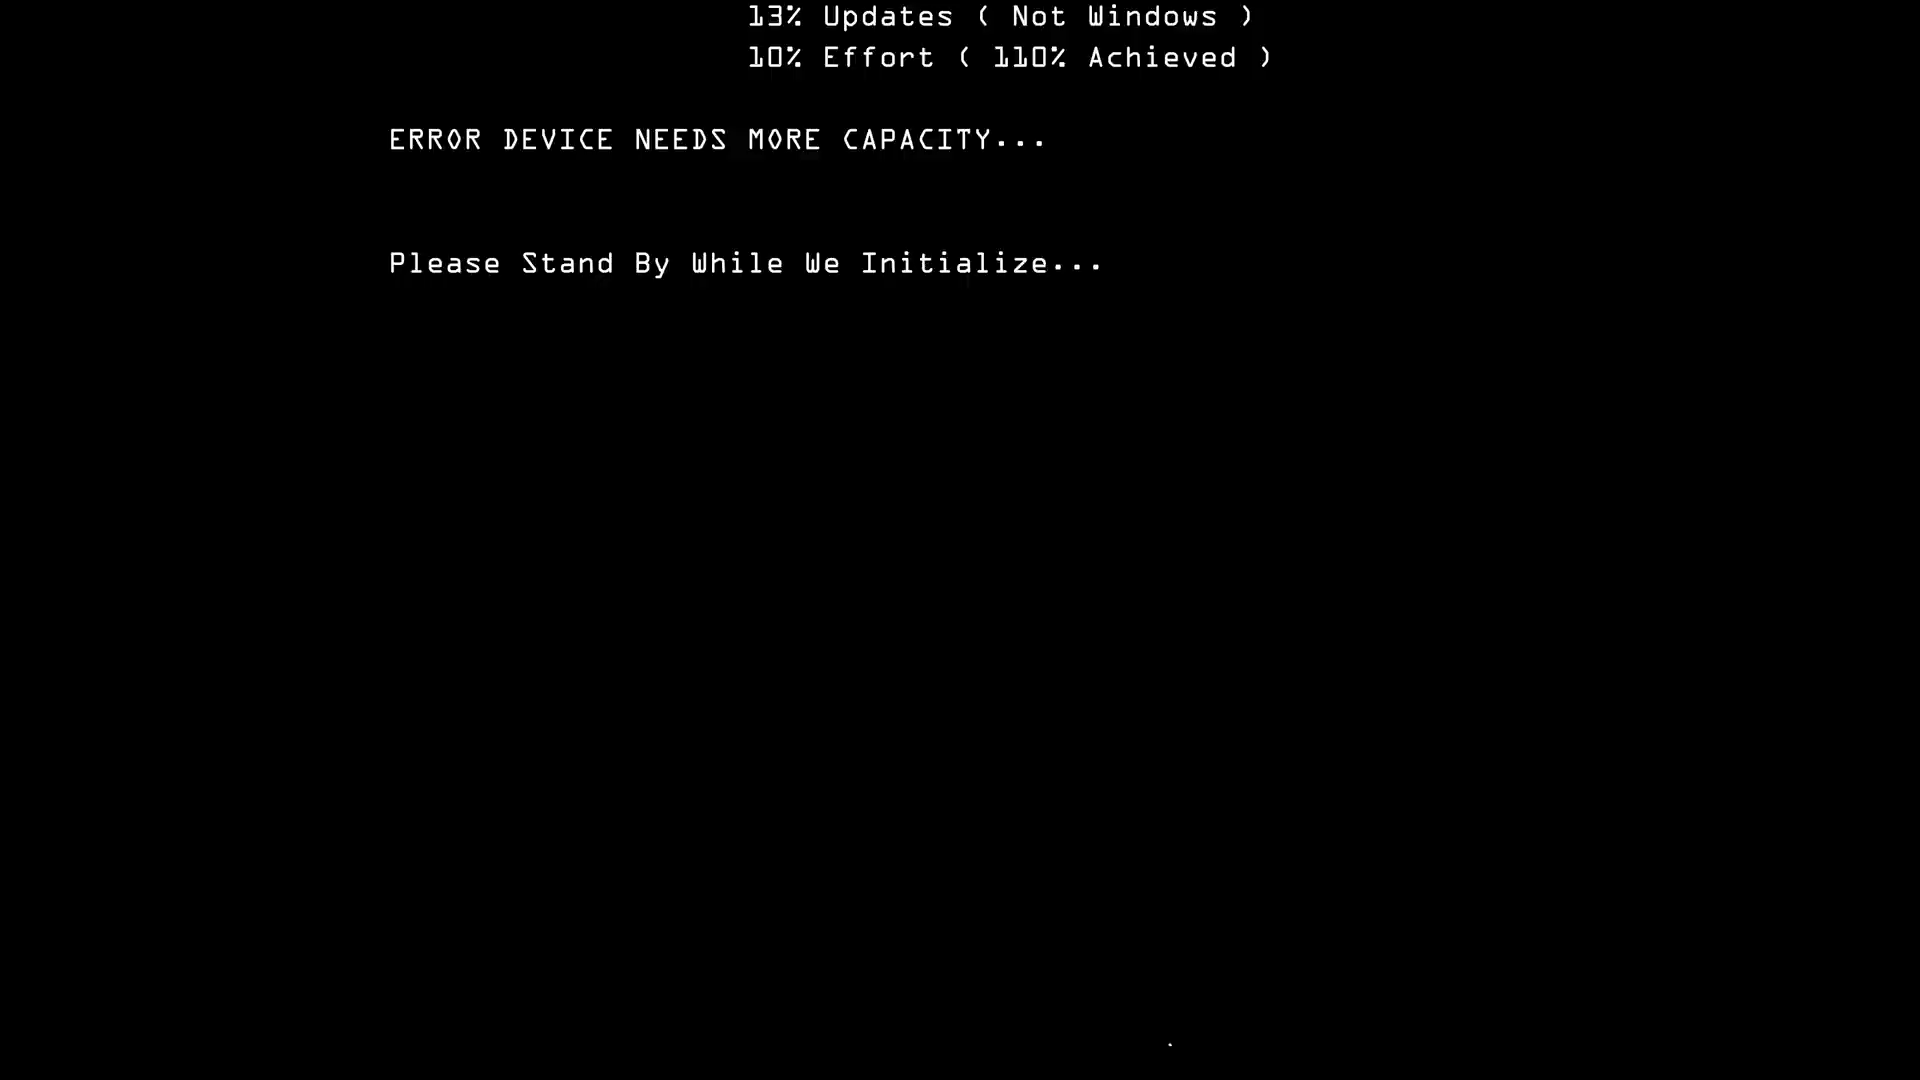 13% Updates ( Not Windows )
10% Effort ( 110% Achieved )
ERROR DEVICE NEEDS MORE CAPACITY...
Please Stand By While We Initialize...